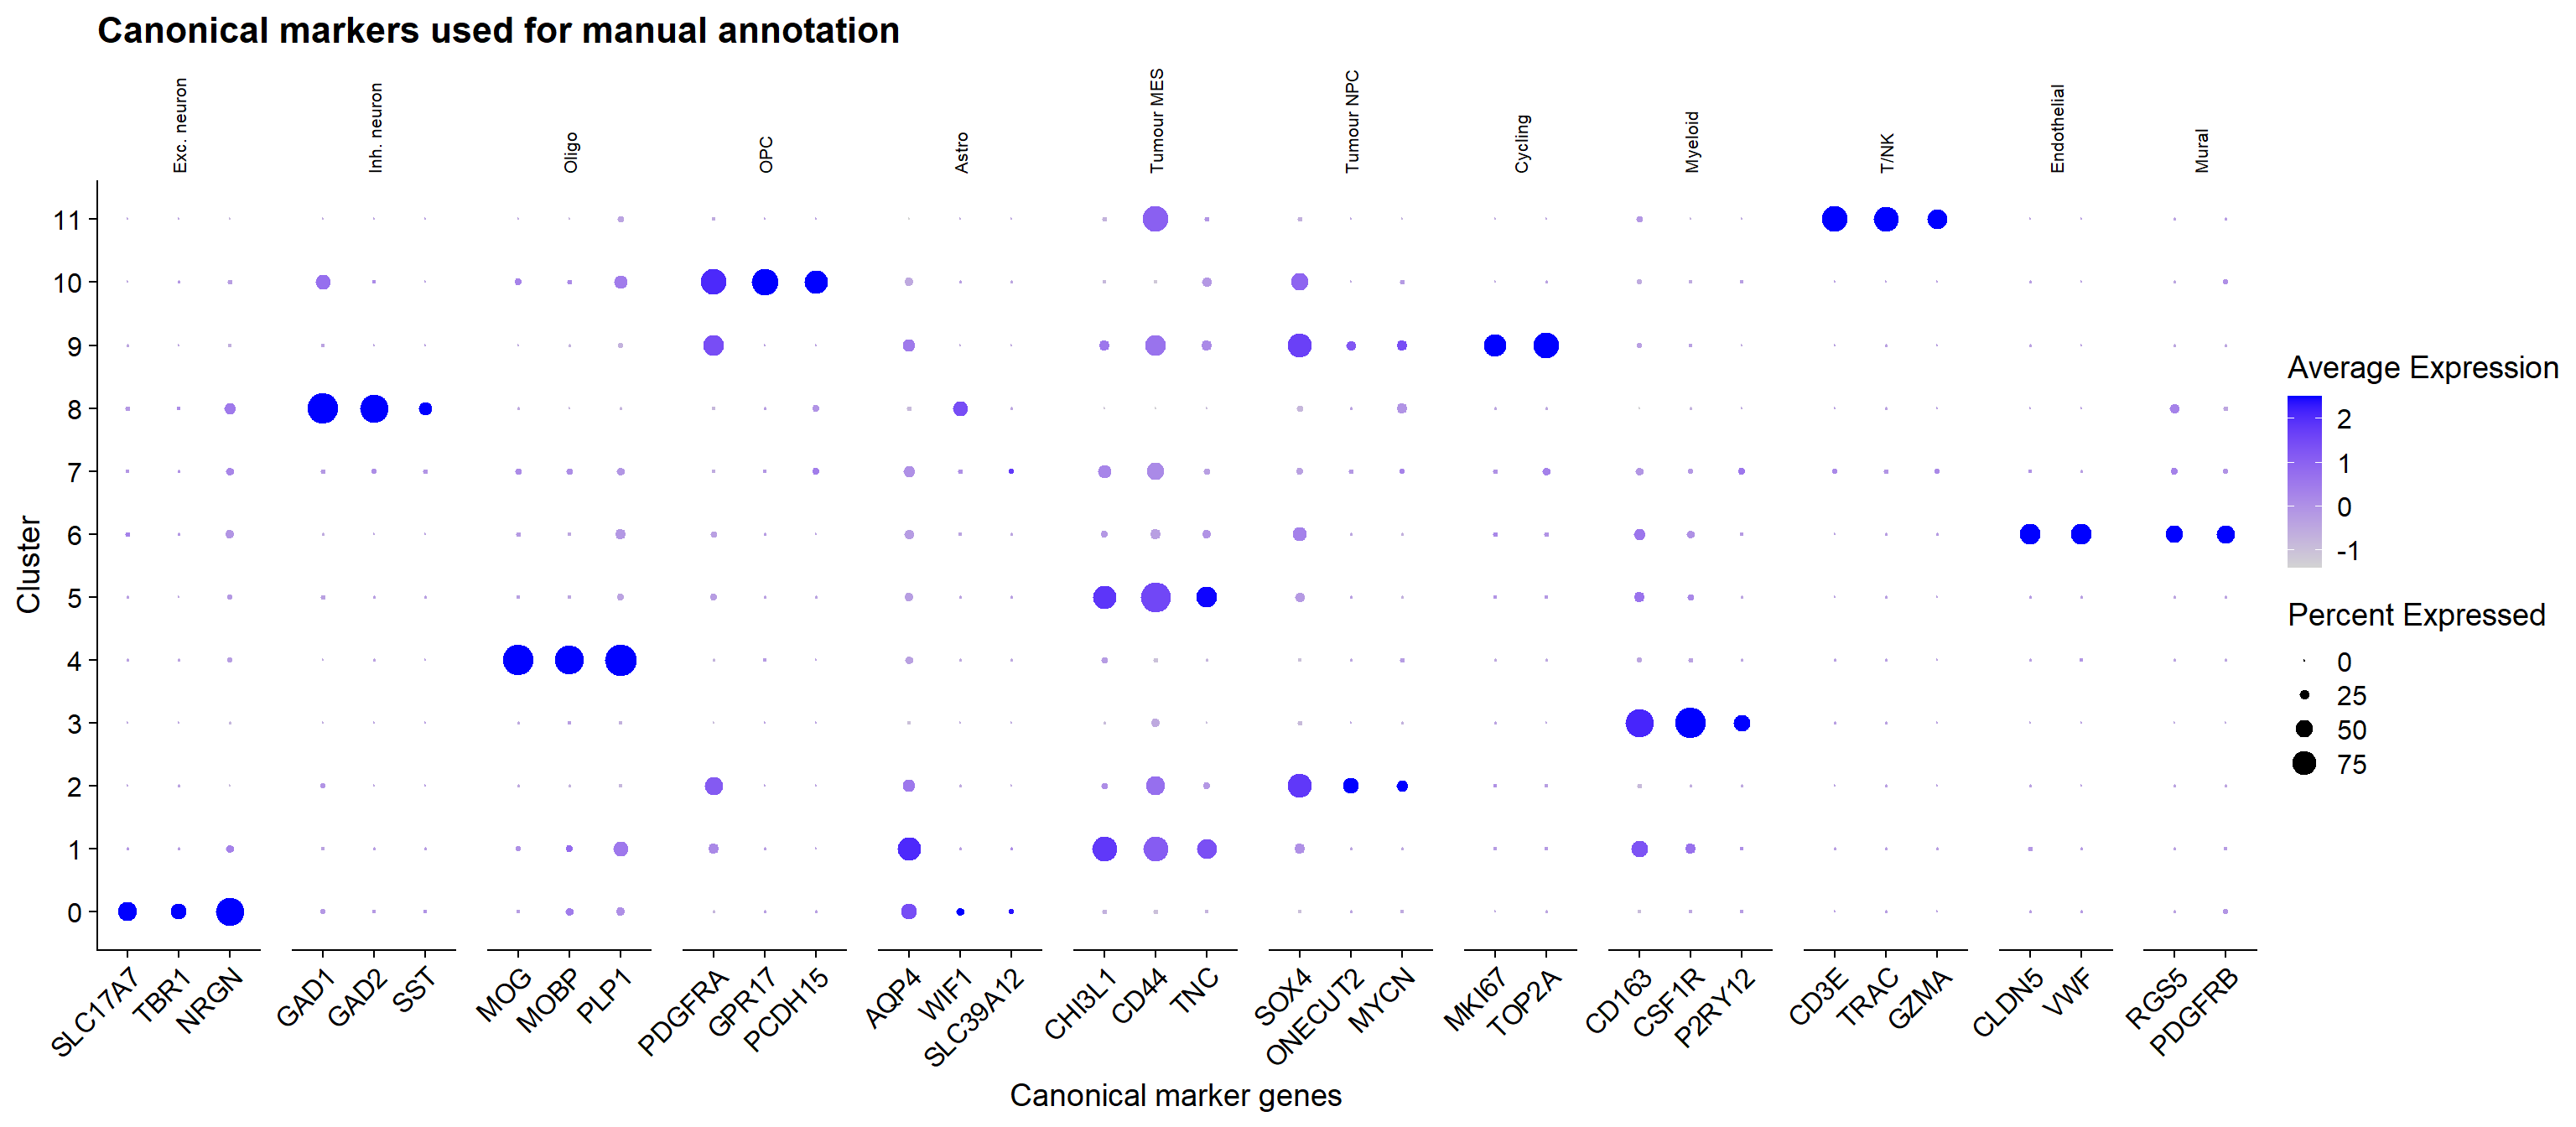 Canonical markers used for manual annotation
Exc. neuron
Inh. neuron
Oligo
OPC
Astro
Tumour MES
Tumour NPC
Cycling
Myeloid
T/NK
Endothelial
Mural
Cluster
11
10
9
8
7
6
5
4
3
2
1
0
SLC17A7
TBR1
NRGN
GAD1
GAD2
SST
MOG
MOBP
PLP1
PDGFRA
GPR17
PCDH15
AQP4
WIF1
SLC39A12
CHI3L1
CD44
TNC
SOX4
ONECUT2
MYCN
MKI67
TOP2A
CD163
CSF1R
P2RY12
CD3E
TRAC
GZMA
CLDN5
VWF
RGS5
PDGFRB
Canonical marker genes
Average Expression
2
1
0
-1
Percent Expressed
0
25
50
75